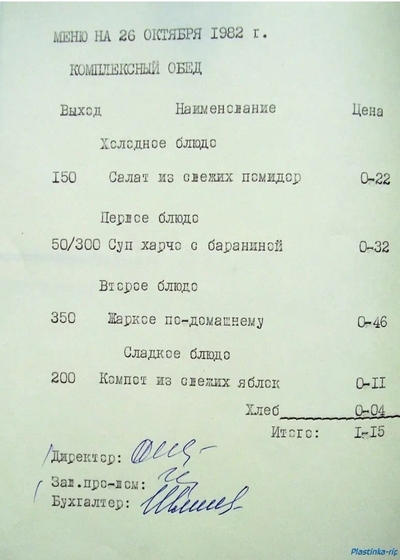 МЕНЮ НА 26 ОКТЯБРЯ 1982 г.
КОМПЛЕКСНЫЙ ОБЕД
Выход Наименование Цена
Холодное блюдо
150 Салат из свежих помидор 0-22
Первое блюдо
50/300 Суп харчо с бараниной 0-32
Второе блюдо
350 Жаркое по-домашнему 0-46
Сладкое блюдо
200 Компот из свежих яблок 0-11
Хлеб 0-04
Итого: 1-15
Директор:
Зав.про-вом:
Бухгалтер:
Plastinka-rip